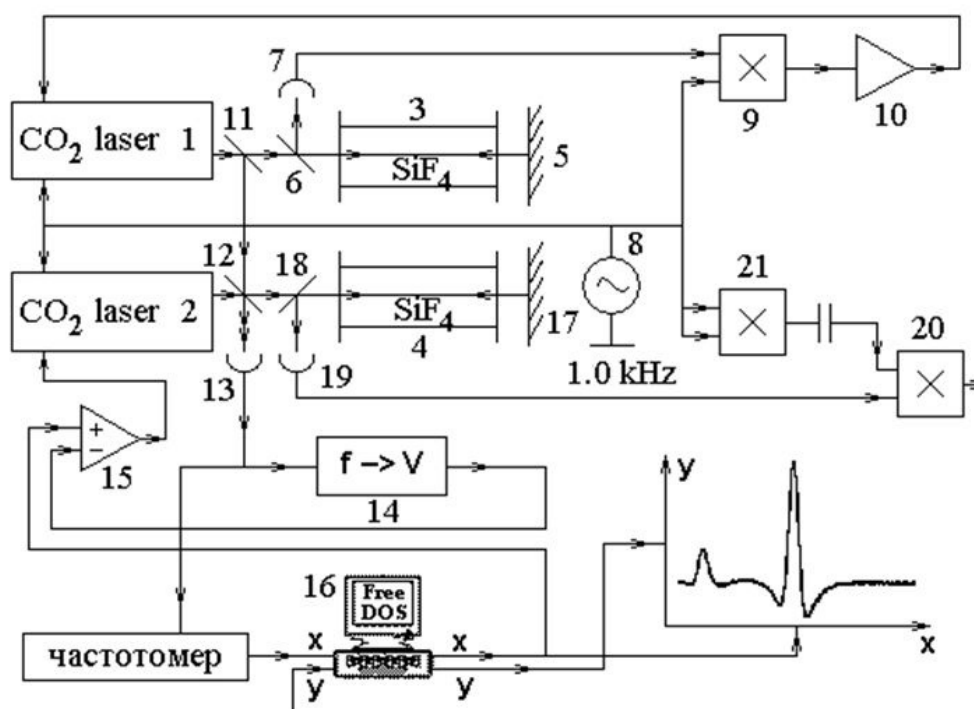 7
11
CO₂ laser 1
3
SiF₄
5
6
9
10
8
12
18
CO₂ laser 2
SiF₄
4
17
21
20
13
19
1.0 kHz
+
−
15
f –> V
14
y
16
Free
DOS
частотомер
x
x
y
y
x